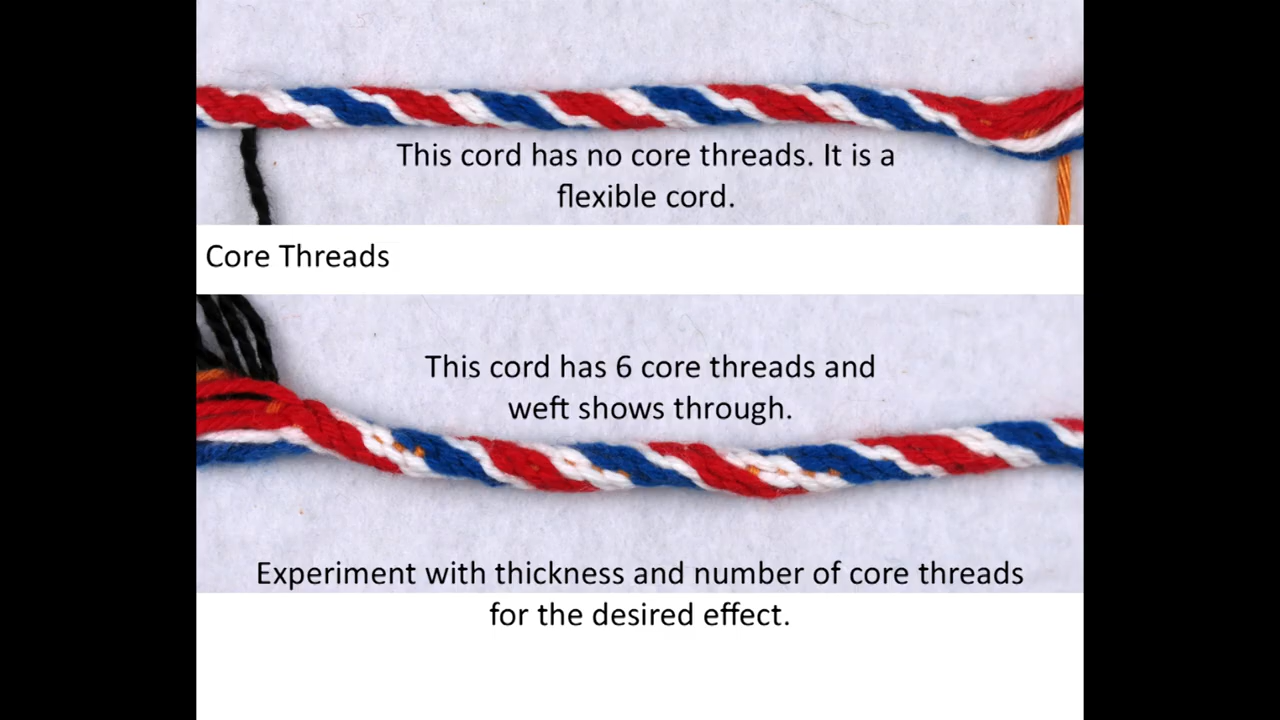 This cord has no core threads. It is a
flexible cord.
Core Threads
This cord has 6 core threads and
weft shows through.
Experiment with thickness and number of core threads
for the desired effect.